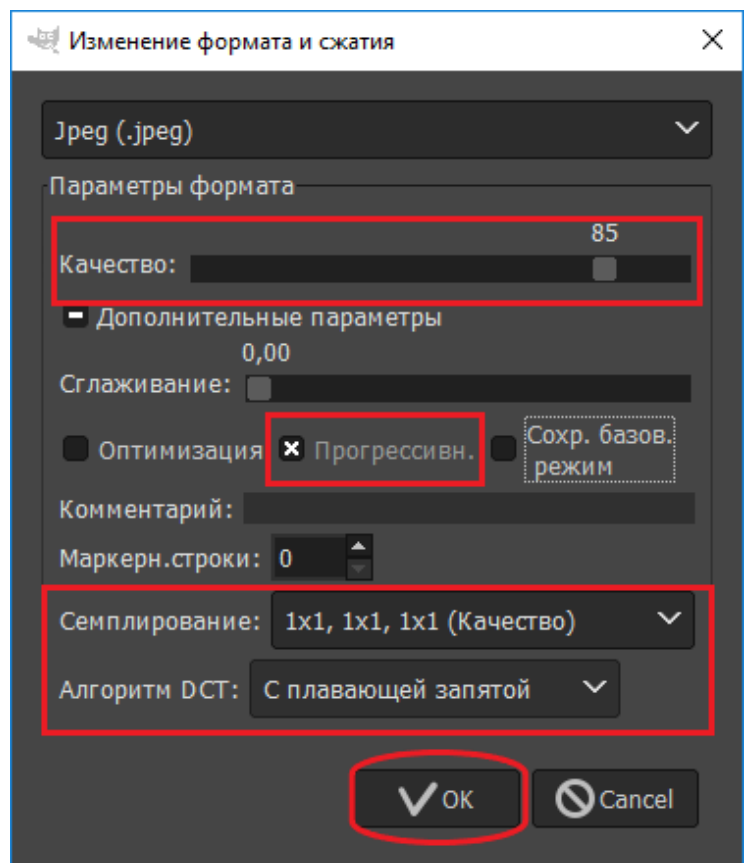 Изменение формата и сжатия
Jpeg (.jpeg)
Параметры формата
85
Качество:
Дополнительные параметры
0,00
Сглаживание:
Оптимизация Прогрессивн. Сохр. базов.
режим
Комментарий:
Маркерн.строки: 0
Семплирование: 1x1, 1x1, 1x1 (Качество)
Алгоритм DCT: С плавающей запятой
OK Cancel